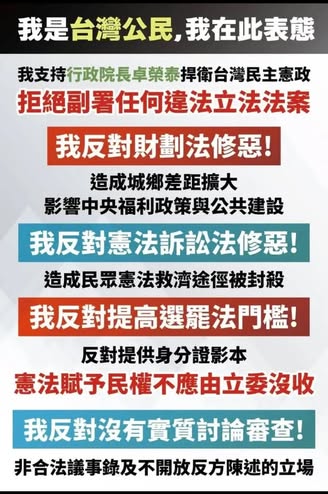 我是台灣公民,我在此表態
我支持行政院長卓榮泰捍衛台灣民主憲政
拒絕副署任何違法立法法案
我反對財劃法修惡!
造成城鄉差距擴大
影響中央福利政策與公共建設
我反對憲法訴訟法修惡!
造成民眾憲法救濟途徑被封殺
我反對提高選罷法門檻!
反對提供身分證影本
憲法賦予民權不應由立委沒收
我反對沒有實質討論審查!
非合法議事錄及不開放反方陳述的立場